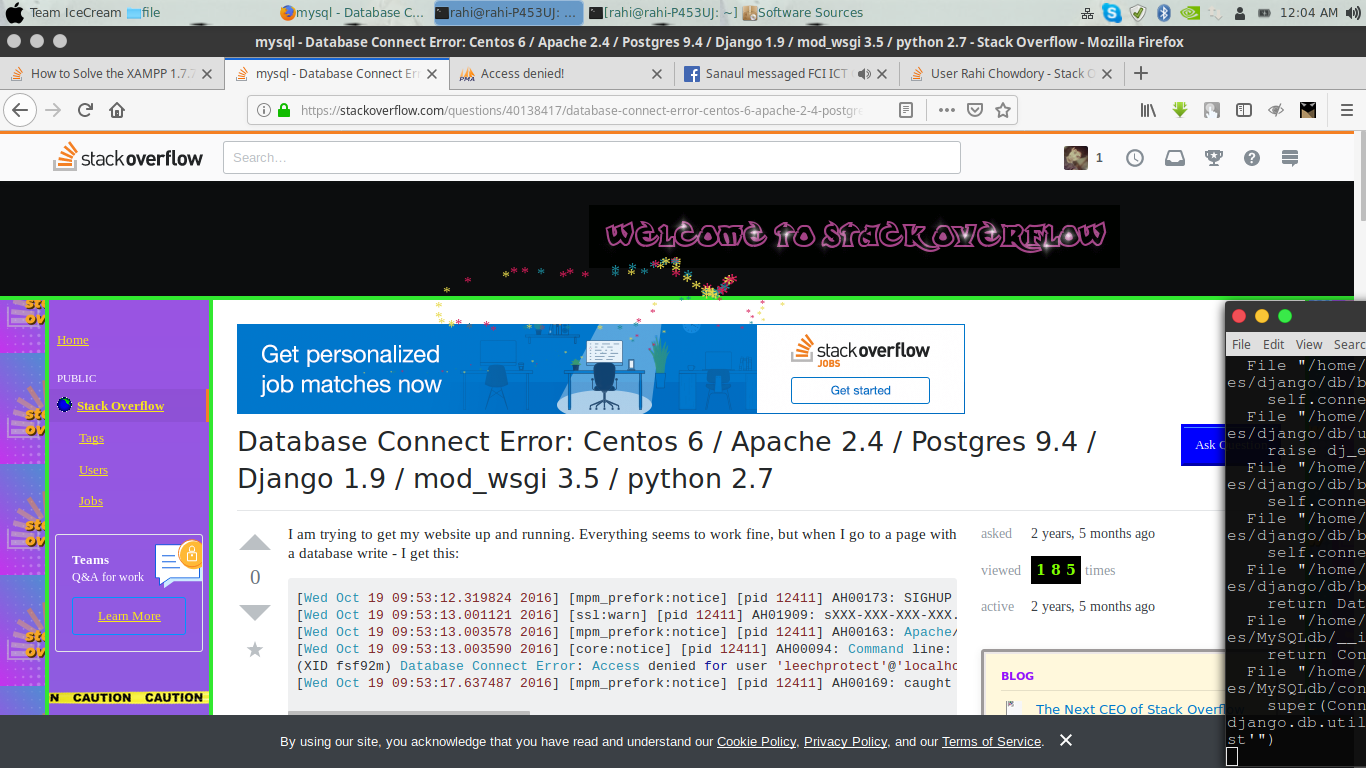 Team IceCream file mysql - Database C... rahi@rahi-P453UJ: ... [rahi@rahi-P453UJ: ~] Software Sources 12:04 AM
mysql - Database Connect Error: Centos 6 / Apache 2.4 / Postgres 9.4 / Django 1.9 / mod_wsgi 3.5 / python 2.7 - Stack Overflow - Mozilla Firefox
How to Solve the XAMPP 1.7.7 mysql - Database Connect Er PMA Access denied! Sanaul messaged FCI ICT User Rahi Chowdory - Stack O
https://stackoverflow.com/questions/40138417/database-connect-error-centos-6-apache-2-4-postgre
stackoverflow Search... 1
Welcome to Stack Overflow
Home
PUBLIC
Stack Overflow
Tags
Users
Jobs
Teams
Q&A for work
Learn More
CAUTION CAUTION
Get personalized
job matches now
stackoverflow
JOBS
Get started
Database Connect Error: Centos 6 / Apache 2.4 / Postgres 9.4 /
Django 1.9 / mod_wsgi 3.5 / python 2.7
Ask
0
I am trying to get my website up and running. Everything seems to work fine, but when I go to a page with
a database write - I get this:
[Wed Oct 19 09:53:12.319824 2016] [mpm_prefork:notice] [pid 12411] AH00173: SIGHUP
[Wed Oct 19 09:53:13.001121 2016] [ssl:warn] [pid 12411] AH01909: sXXX-XXX-XXX-XXX.
[Wed Oct 19 09:53:13.003578 2016] [mpm_prefork:notice] [pid 12411] AH00163: Apache/
[Wed Oct 19 09:53:13.003590 2016] [core:notice] [pid 12411] AH00094: Command line:
(XID fsf92m) Database Connect Error: Access denied for user 'leechprotect'@'localho
[Wed Oct 19 09:53:17.637487 2016] [mpm_prefork:notice] [pid 12411] AH00169: caught
asked 2 years, 5 months ago
viewed 185 times
active 2 years, 5 months ago
BLOG
The Next CEO of Stack Overfl
File Edit View Searc
File "/home/
es/django/db/b
self.conne
File "/home/
es/django/db/u
raise dj_e
File "/home/
es/django/db/b
self.conne
File "/home/
es/django/db/b
self.conne
File "/home/
es/django/db/b
return Dat
File "/home/
es/MySQLdb/__i
return Con
File "/home/
es/MySQLdb/con
super(Conn
django.db.util
st'")
By using our site, you acknowledge that you have read and understand our Cookie Policy, Privacy Policy, and our Terms of Service.